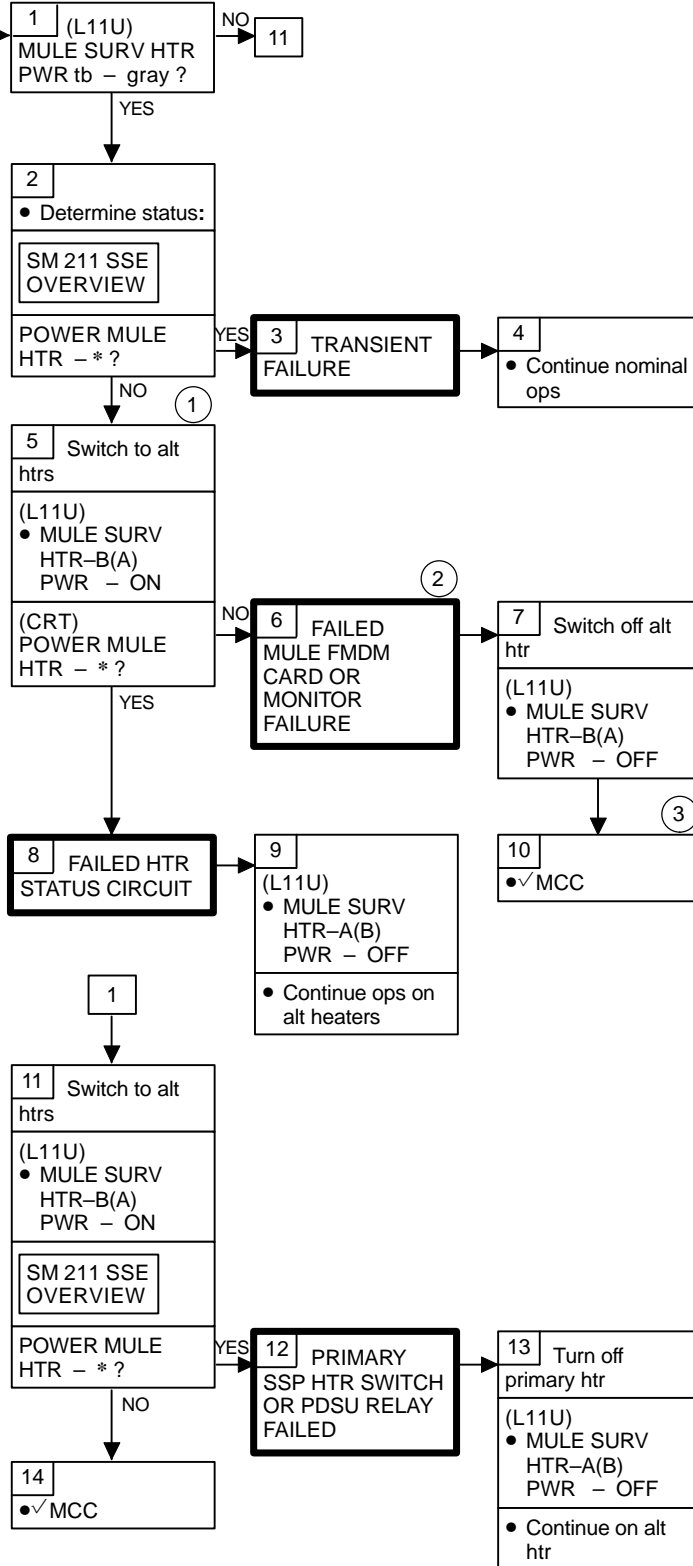 1 (L11U)
MULE SURV HTR
PWR tb – gray ?
NO
11
YES
2
• Determine status:
SM 211 SSE
OVERVIEW
POWER MULE
HTR – * ?
YES
3 TRANSIENT
FAILURE
4
• Continue nominal
ops
NO
1
5 Switch to alt
htrs
(L11U)
• MULE SURV
HTR–B(A)
PWR – ON
(CRT)
POWER MULE
HTR – * ?
NO
2
6 FAILED
MULE FMDM
CARD OR
MONITOR
FAILURE
7 Switch off alt
htr
(L11U)
• MULE SURV
HTR–B(A)
PWR – OFF
YES
3
8 FAILED HTR
STATUS CIRCUIT
9
(L11U)
• MULE SURV
HTR–A(B)
PWR – OFF
• Continue ops on
alt heaters
10
•√MCC
1
11 Switch to alt
htrs
(L11U)
• MULE SURV
HTR–B(A)
PWR – ON
SM 211 SSE
OVERVIEW
POWER MULE
HTR – * ?
YES
12 PRIMARY
SSP HTR SWITCH
OR PDSU RELAY
FAILED
13 Turn off
primary htr
(L11U)
• MULE SURV
HTR–A(B)
PWR – OFF
• Continue on alt
htr
NO
14
•√MCC